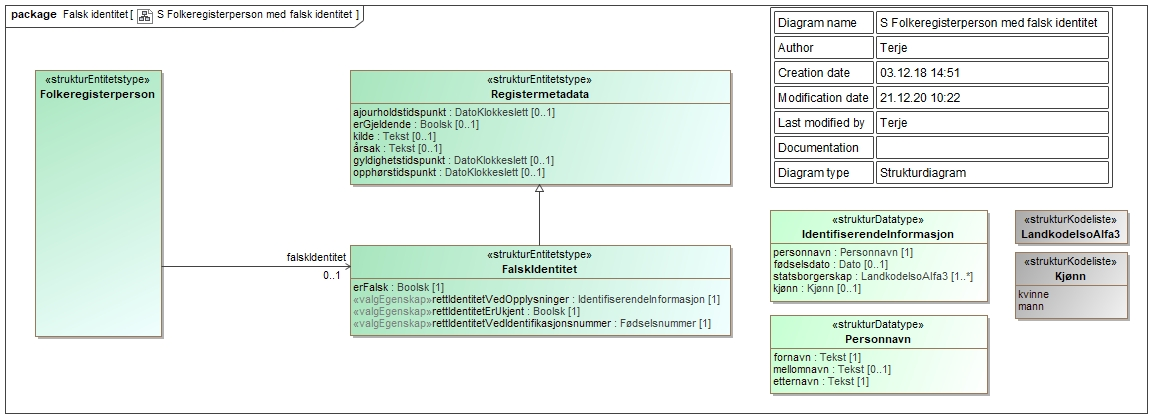 package Falsk identitet [ S Folkeregisterperson med falsk identitet ]
Diagram name S Folkeregisterperson med falsk identitet
Author Terje
Creation date 03.12.18 14:51
Modification date 21.12.20 10:22
Last modified by Terje
Documentation
Diagram type Strukturdiagram
«strukturEntitetstype»
Folkeregisterperson
«strukturEntitetstype»
Registermetadata
ajourholdstidspunkt : DatoKlokkeslett [0..1]
erGjeldende : Boolsk [0..1]
kilde : Tekst [0..1]
årsak : Tekst [0..1]
gyldighetstidspunkt : DatoKlokkeslett [0..1]
opphørstidspunkt : DatoKlokkeslett [0..1]
falskIdentitet
0..1
«strukturEntitetstype»
FalskIdentitet
erFalsk : Boolsk [1]
«valgEgenskap»rettIdentitetVedOpplysninger : IdentifiserendeInformasjon [1]
«valgEgenskap»rettIdentitetErUkjent : Boolsk [1]
«valgEgenskap»rettIdentitetVedIdentifikasjonsnummer : Fødselsnummer [1]
«strukturDatatype»
IdentifiserendeInformasjon
personnavn : Personnavn [1]
fødselsdato : Dato [0..1]
statsborgerskap : LandkodeIsoAlfa3 [1..*]
kjønn : Kjønn [0..1]
«strukturKodeliste»
LandkodeIsoAlfa3
«strukturKodeliste»
Kjønn
kvinne
mann
«strukturDatatype»
Personnavn
fornavn : Tekst [1]
mellomnavn : Tekst [0..1]
etternavn : Tekst [1]